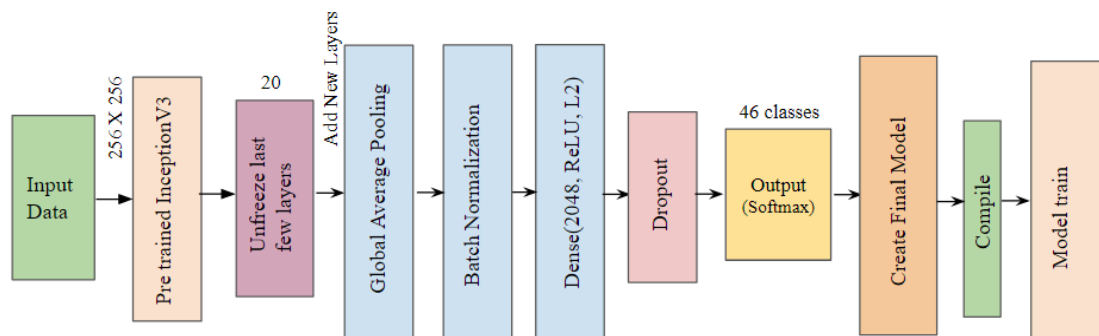 Input
Data
256 X 256
Pre trained InceptionV3
20
Unfreeze last
few layers
Add New Layers
Global Average Pooling
Batch Normalization
Dense(2048, ReLU, L2)
Dropout
46 classes
Output
(Softmax)
Create Final Model
Compile
Model train